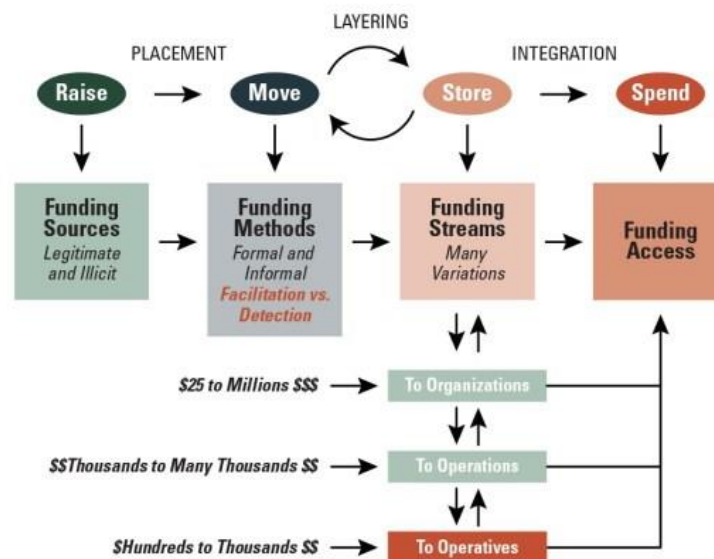 LAYERING
PLACEMENT
INTEGRATION
Raise
Move
Store
Spend
Funding
Sources
Legitimate
and Illicit
Funding
Methods
Formal and
Informal
Facilitation vs.
Detection
Funding
Streams
Many
Variations
Funding
Access
$25 to Millions $$$
To Organizations
$$Thousands to Many Thousands $$
To Operations
$Hundreds to Thousands $$
To Operatives